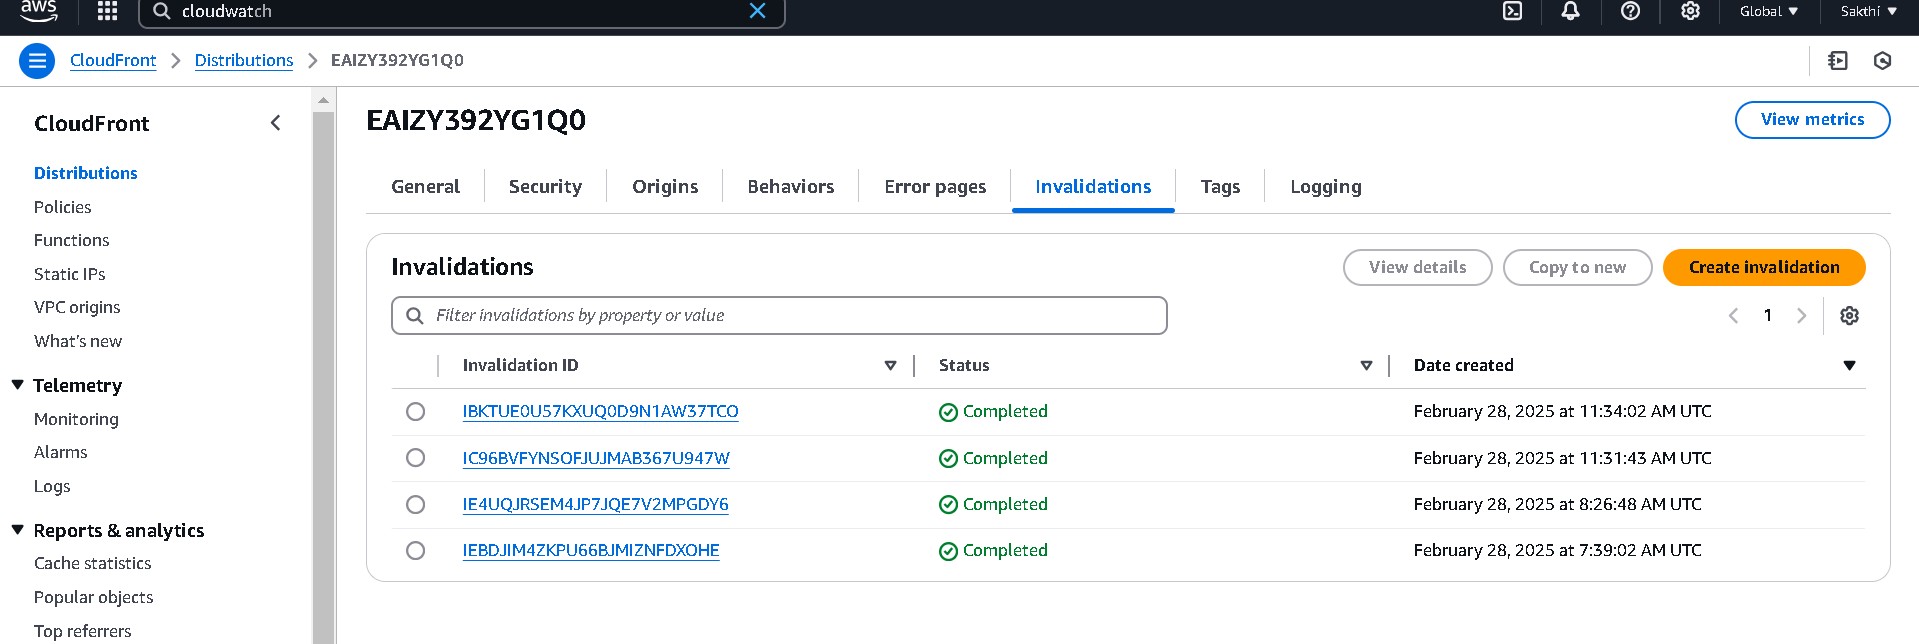 aws cloudwatch Global Sakthi
CloudFront Distributions EAIZY392YG1Q0
CloudFront
Distributions
Policies
Functions
Static IPs
VPC origins
What's new
Telemetry
Monitoring
Alarms
Logs
Reports & analytics
Cache statistics
Popular objects
Top referrers
EAIZY392YG1Q0
View metrics
General Security Origins Behaviors Error pages Invalidations Tags Logging
Invalidations
View details Copy to new Create invalidation
Filter invalidations by property or value
1
Invalidation ID Status Date created
IBKTUE0U57KXUQ0D9N1AW37TCO Completed February 28, 2025 at 11:34:02 AM UTC
IC96BVFYNSOFJUJMAB367U947W Completed February 28, 2025 at 11:31:43 AM UTC
IE4UQJRSEM4JP7JQE7V2MPGDY6 Completed February 28, 2025 at 8:26:48 AM UTC
IEBDJIM4ZKPU66BJMIZNFDXOHE Completed February 28, 2025 at 7:39:02 AM UTC